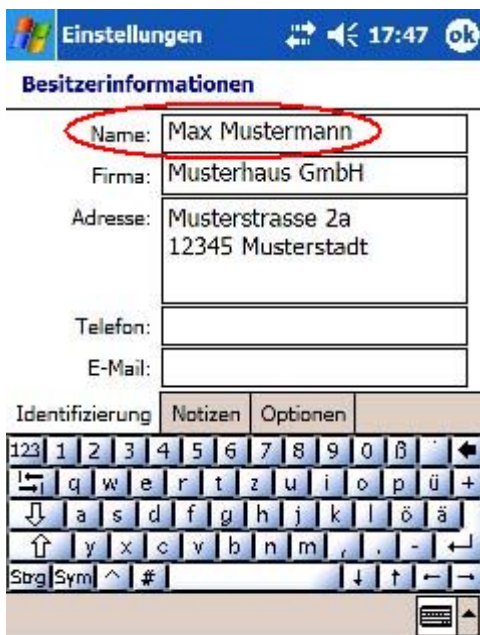 Einstellungen 17:47 ok
Besitzerinformationen
Name: Max Mustermann
Firma: Musterhaus GmbH
Adresse: Musterstrasse 2a
12345 Musterstadt
Telefon:
E-Mail:
Identifizierung Notizen Optionen
123 1 2 3 4 5 6 7 8 9 0 ß ´
q w e r t z u i o p ü +
a s d f g h j k l ö ä
y x c v b n m , . -
Strg Sym ^ #